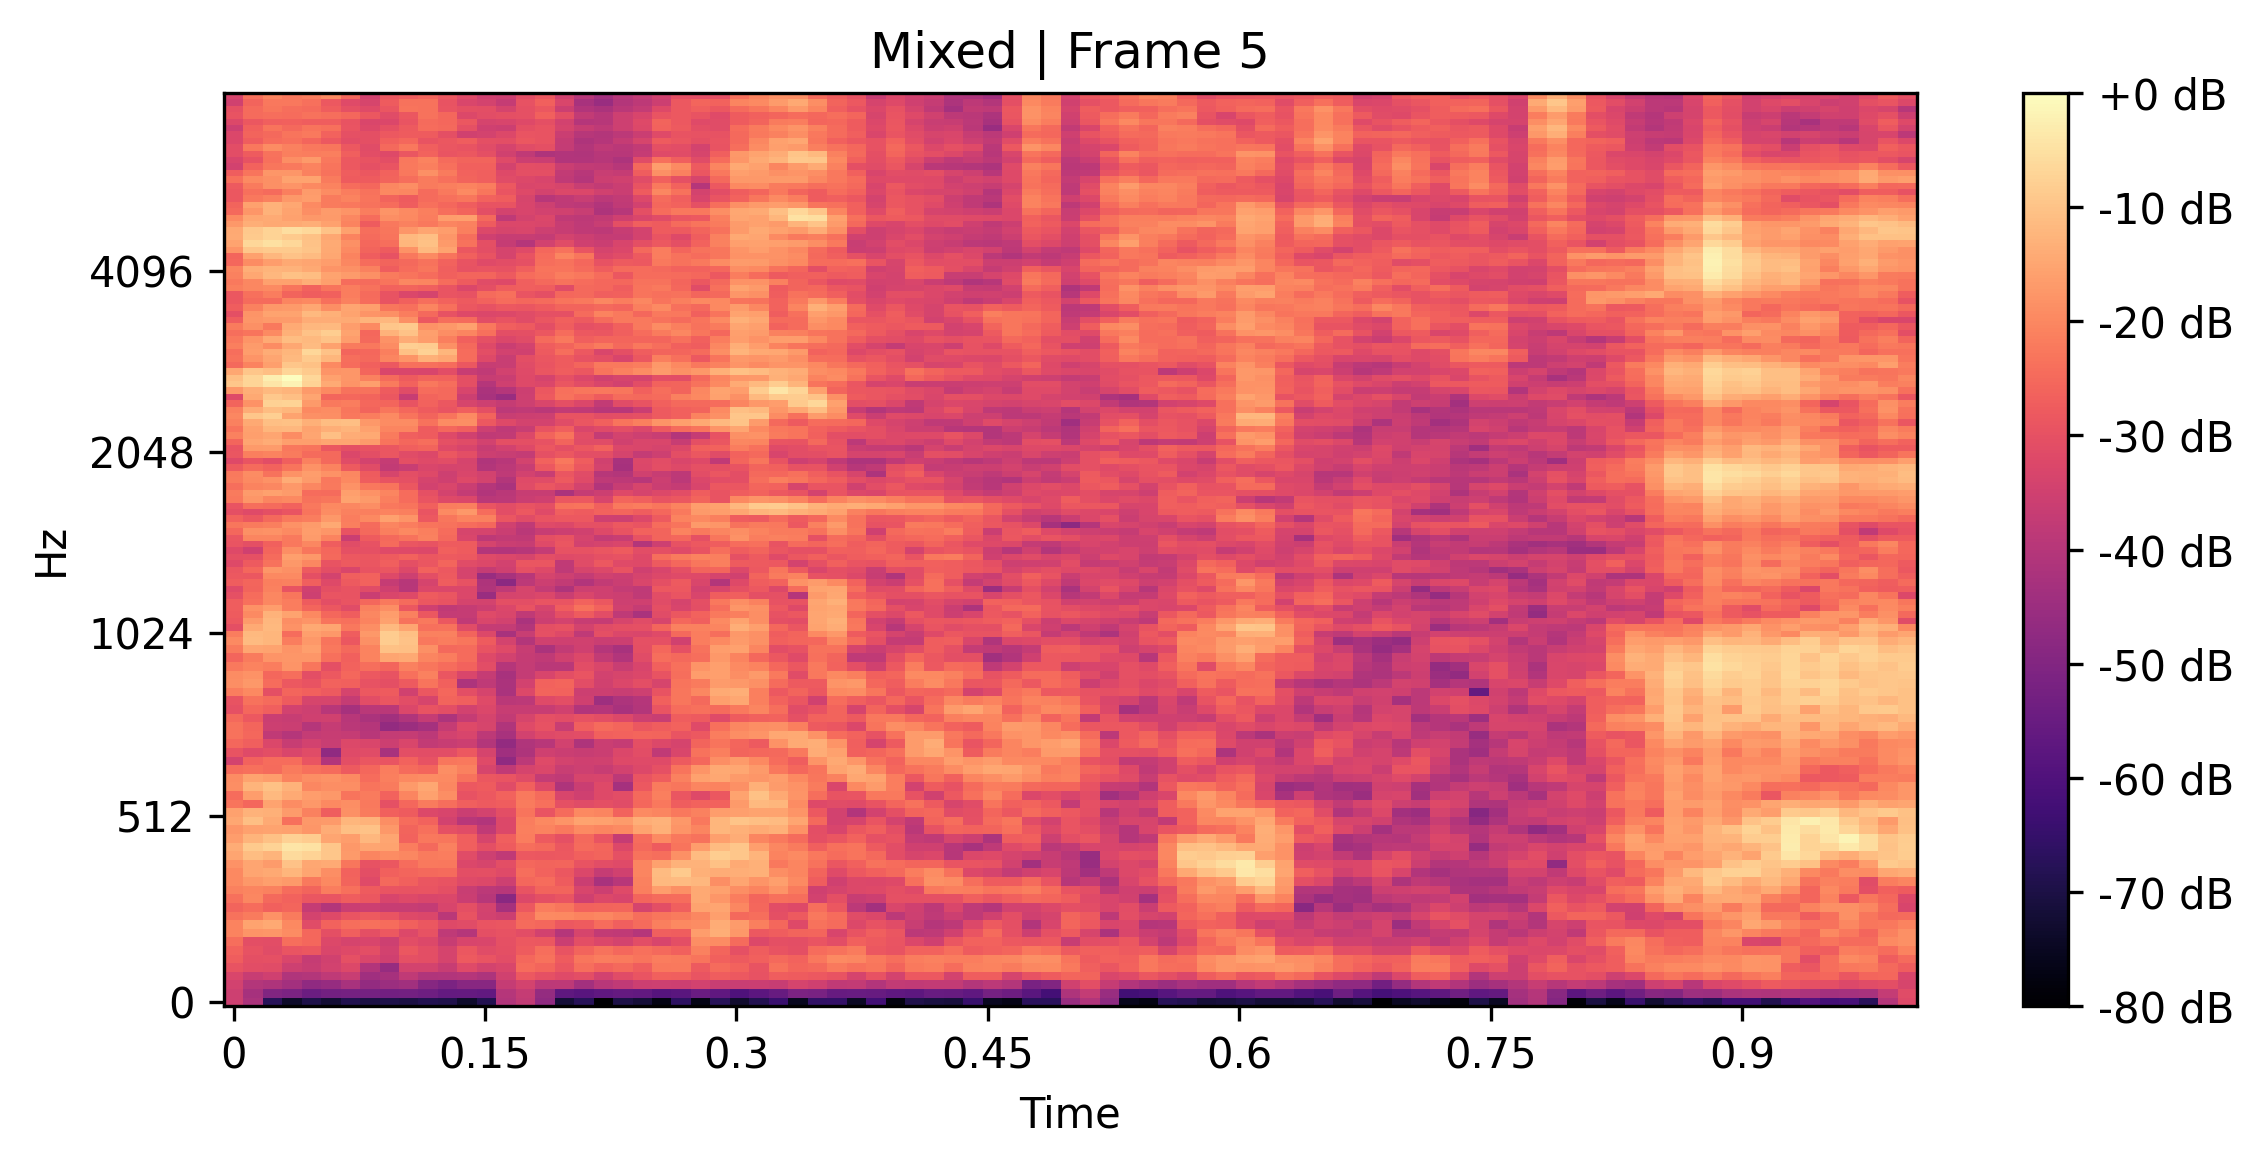 Mixed | Frame 5
Hz
4096
2048
1024
512
0
0
0.15
0.3
0.45
0.6
0.75
0.9
Time
+0 dB
-10 dB
-20 dB
-30 dB
-40 dB
-50 dB
-60 dB
-70 dB
-80 dB